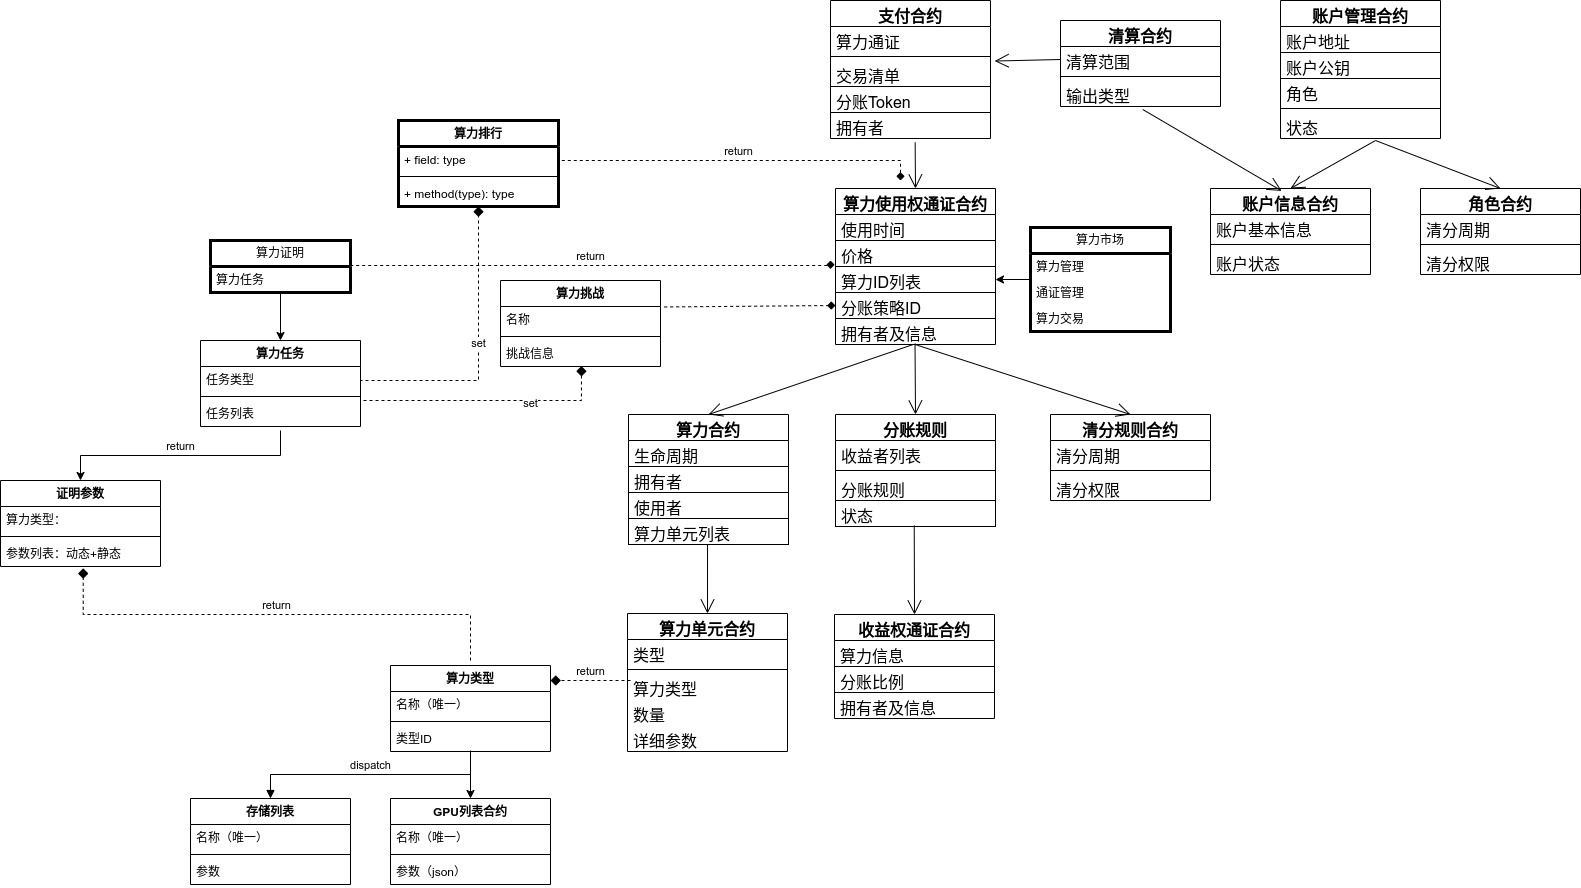 支付合约
算力通证
交易清单
分账Token
拥有者
清算合约
清算范围
输出类型
账户管理合约
账户地址
账户公钥
角色
状态
算力排行
+ field: type
+ method(type): type
return
算力使用权通证合约
使用时间
价格
算力ID列表
分账策略ID
拥有者及信息
账户信息合约
账户基本信息
账户状态
角色合约
清分周期
清分权限
算力市场
算力管理
通证管理
算力交易
算力证明
算力任务
return
算力挑战
名称
挑战信息
set
算力任务
任务类型
任务列表
set
return
证明参数
算力类型：
参数列表：动态+静态
算力合约
生命周期
拥有者
使用者
算力单元列表
分账规则
收益者列表
分账规则
状态
清分规则合约
清分周期
清分权限
return
算力单元合约
类型
算力类型
数量
详细参数
收益权通证合约
算力信息
分账比例
拥有者及信息
算力类型
名称（唯一）
类型ID
return
dispatch
存储列表
名称（唯一）
参数
GPU列表合约
名称（唯一）
参数（json）